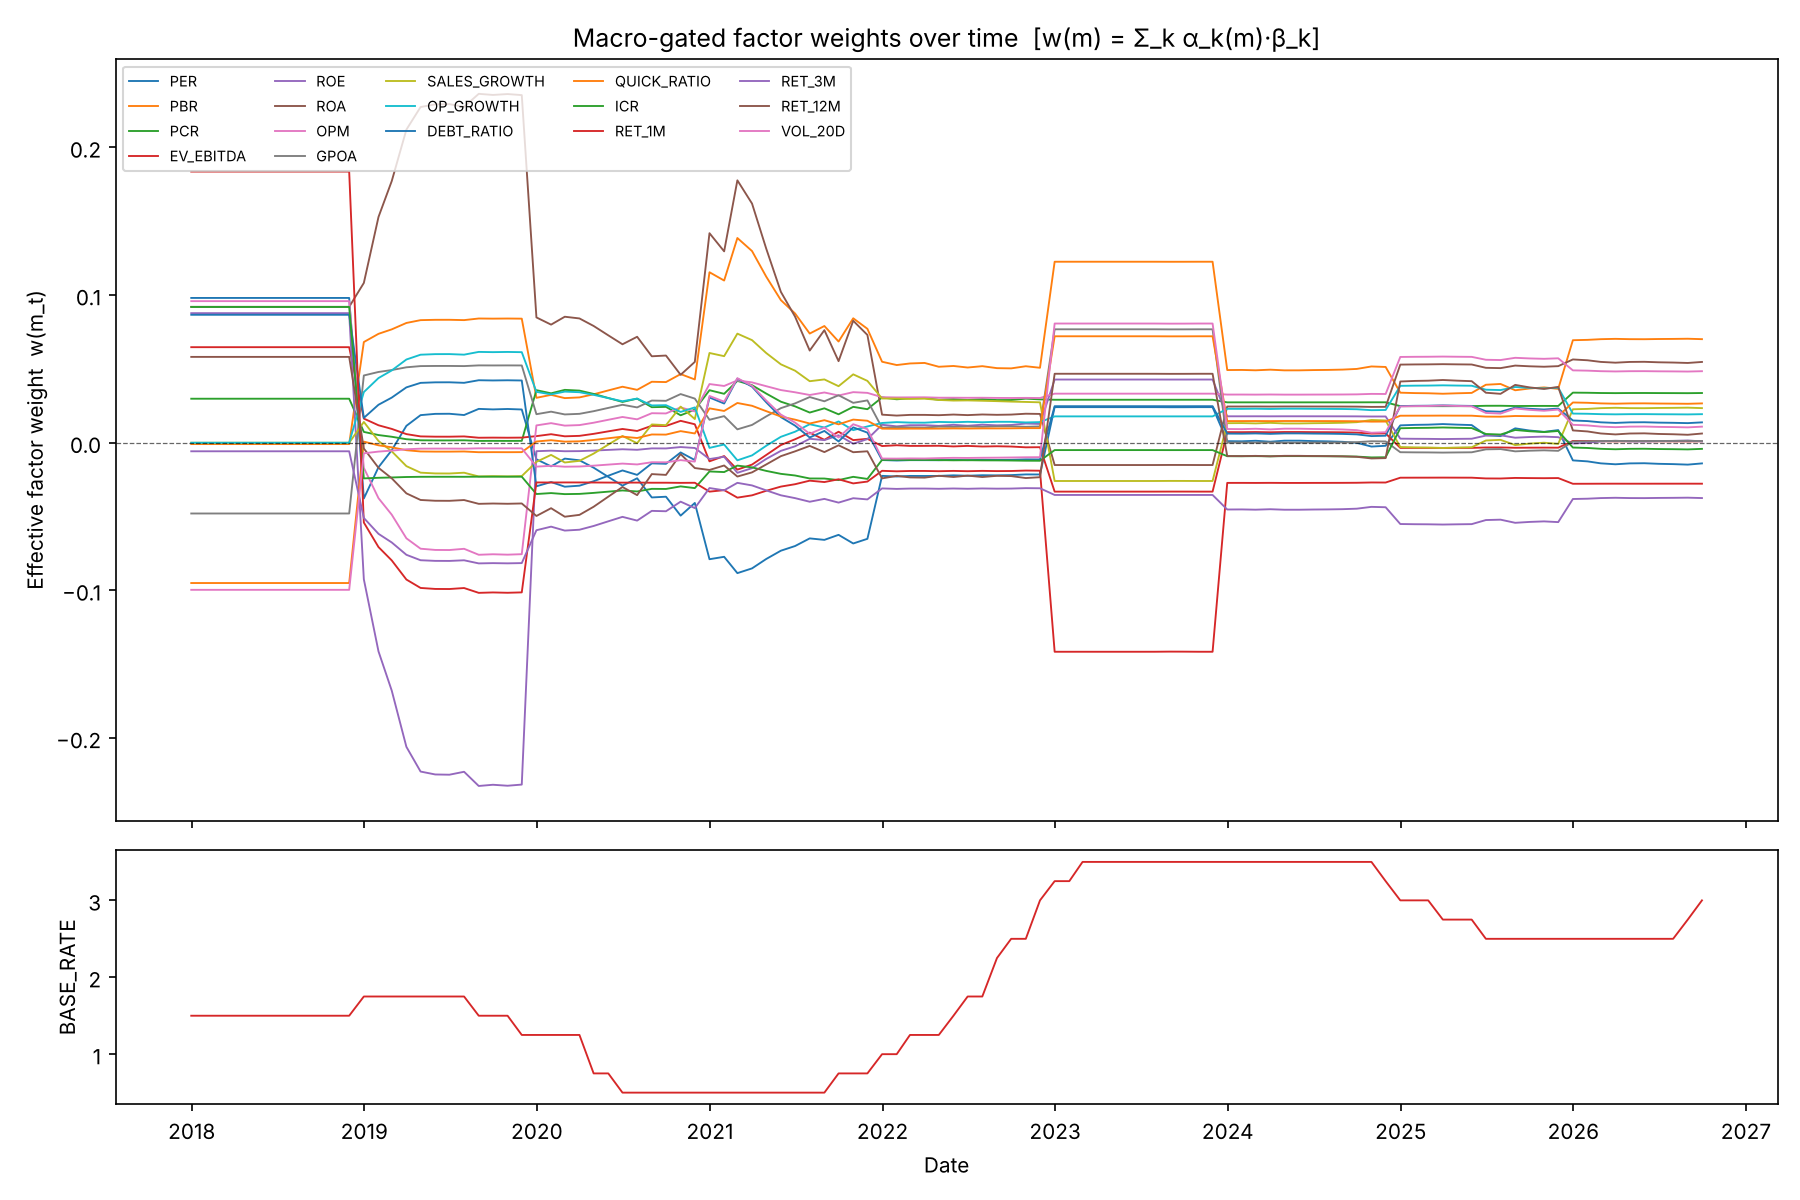 Macro-gated factor weights over time  [w(m) = Σ_k α_k(m)·β_k]
PER
PBR
PCR
EV_EBITDA
ROE
ROA
OPM
GPOA
SALES_GROWTH
OP_GROWTH
DEBT_RATIO
QUICK_RATIO
ICR
RET_1M
RET_3M
RET_12M
VOL_20D
Effective factor weight  w(m_t)
0.2
0.1
0.0
−0.1
−0.2
BASE_RATE
3
2
1
2018 2019 2020 2021 2022 2023 2024 2025 2026 2027
Date